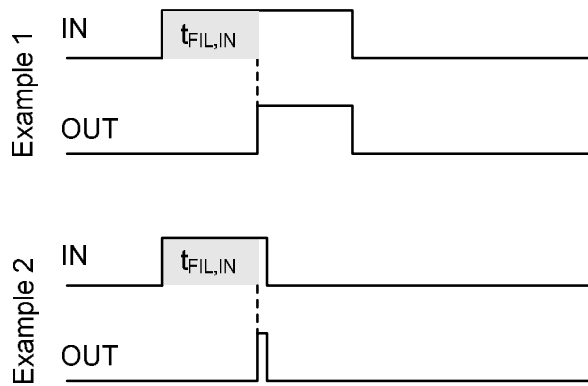 Example 1
IN
tFIL,IN
OUT
Example 2
IN
tFIL,IN
OUT